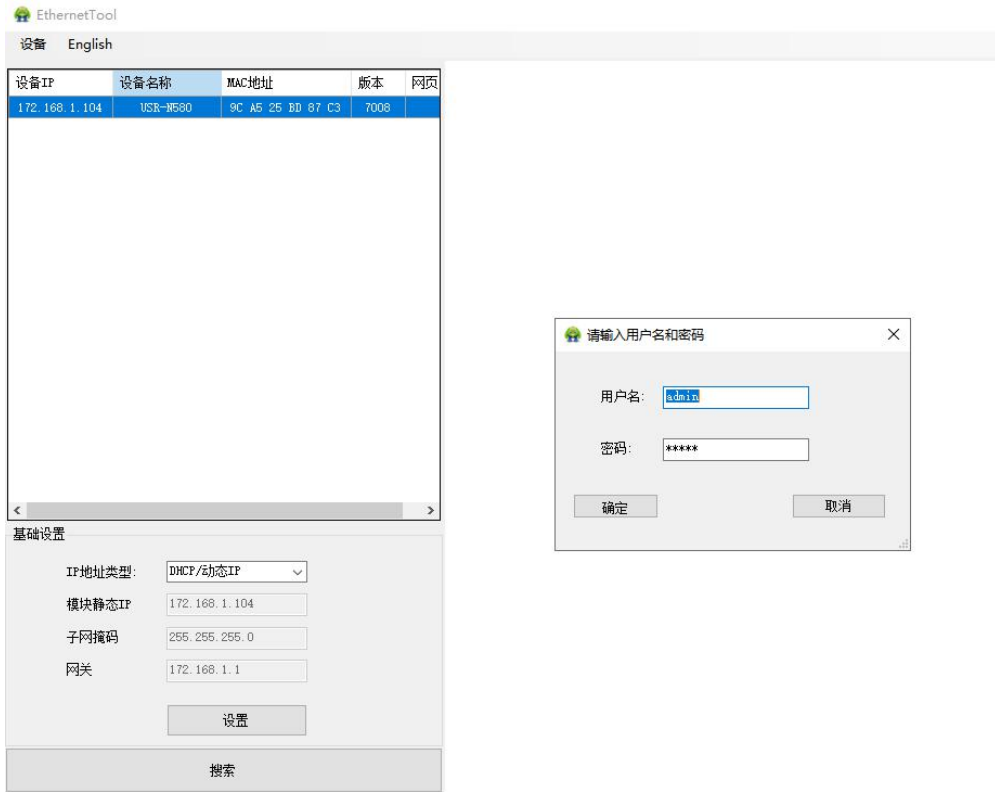 EthernetTool
设备 English
设备IP 设备名称 MAC地址 版本 网页
172.168.1.104 USR-N580 9C A5 25 BD 87 C3 7008
请输入用户名和密码
用户名: admin
密码: *****
确定 取消
基础设置
IP地址类型: DHCP/动态IP
模块静态IP 172.168.1.104
子网掩码 255.255.255.0
网关 172.168.1.1
设置
搜索